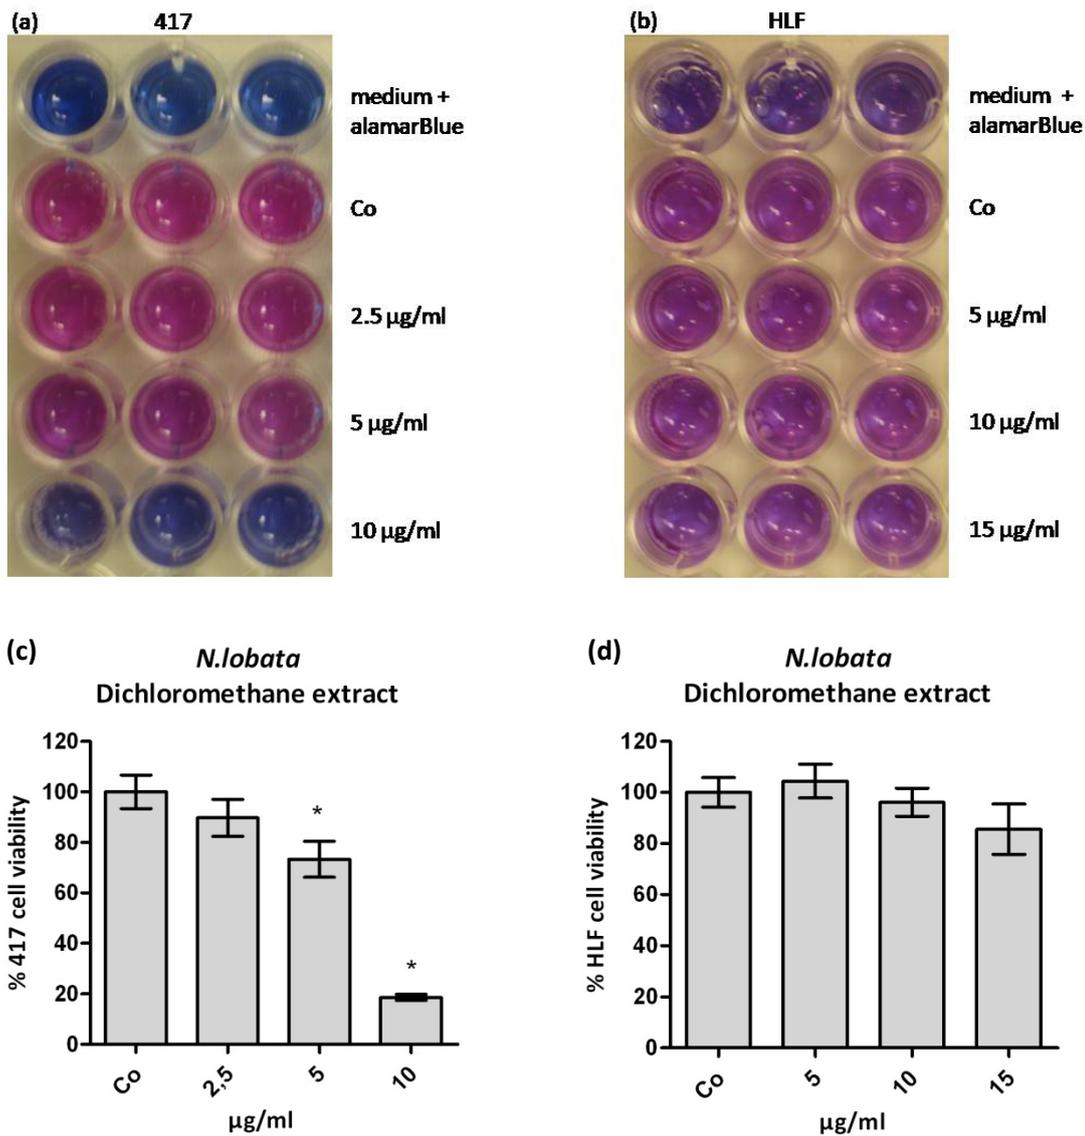 (a) 417
medium +
alamarBlue
Co
2.5 µg/ml
5 µg/ml
10 µg/ml
(b) HLF
medium +
alamarBlue
Co
5 µg/ml
10 µg/ml
15 µg/ml
(c)
N.lobata
Dichloromethane extract
% 417 cell viability
120
100
80
60
40
20
0
*
*
Co 2,5 5 10
µg/ml
(d)
N.lobata
Dichloromethane extract
% HLF cell viability
120
100
80
60
40
20
0
Co 5 10 15
µg/ml